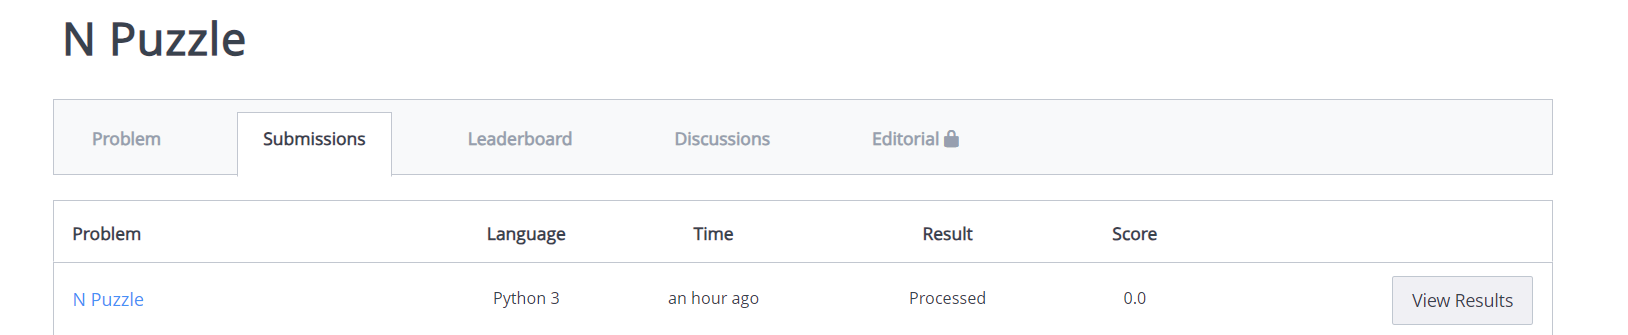 N Puzzle
Problem Submissions Leaderboard Discussions Editorial
Problem Language Time Result Score
N Puzzle Python 3 an hour ago Processed 0.0 View Results